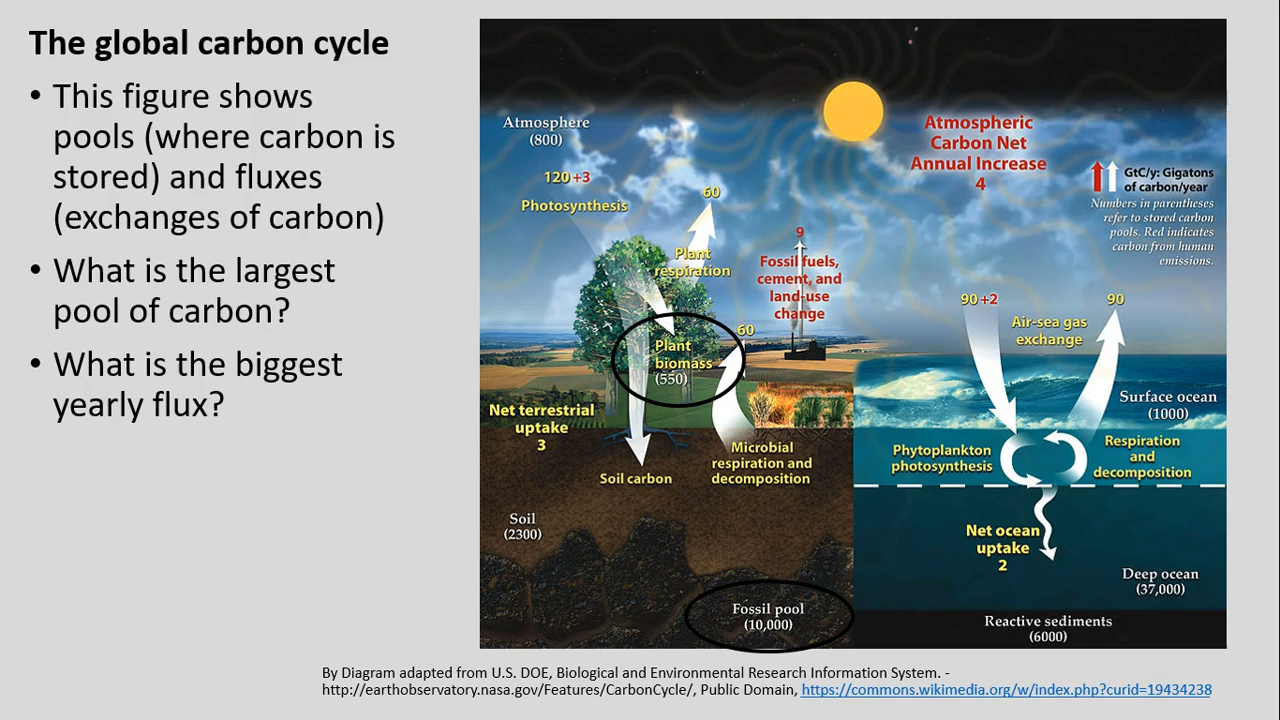 The global carbon cycle
• This figure shows
pools (where carbon is
stored) and fluxes
(exchanges of carbon)
• What is the largest
pool of carbon?
• What is the biggest
yearly flux?
Atmosphere
(800)
120 +3
Photosynthesis
60
Plant
respiration
9
Fossil fuels,
cement, and
land-use
change
Atmospheric
Carbon Net
Annual Increase
4
GtC/y: Gigatons
of carbon/year
Numbers in parentheses
refer to stored carbon
pools. Red indicates
carbon from human
emissions.
60
Plant
biomass
(550)
90 +2
Air-sea gas
exchange
90
Net terrestrial
uptake
3
Soil carbon
Microbial
respiration and
decomposition
Surface ocean
(1000)
Phytoplankton
photosynthesis
Respiration
and
decomposition
Soil
(2300)
Net ocean
uptake
2
Deep ocean
(37,000)
Fossil pool
(10,000)
Reactive sediments
(6000)
By Diagram adapted from U.S. DOE, Biological and Environmental Research Information System. -
http://earthobservatory.nasa.gov/Features/CarbonCycle/, Public Domain, https://commons.wikimedia.org/w/index.php?curid=19434238